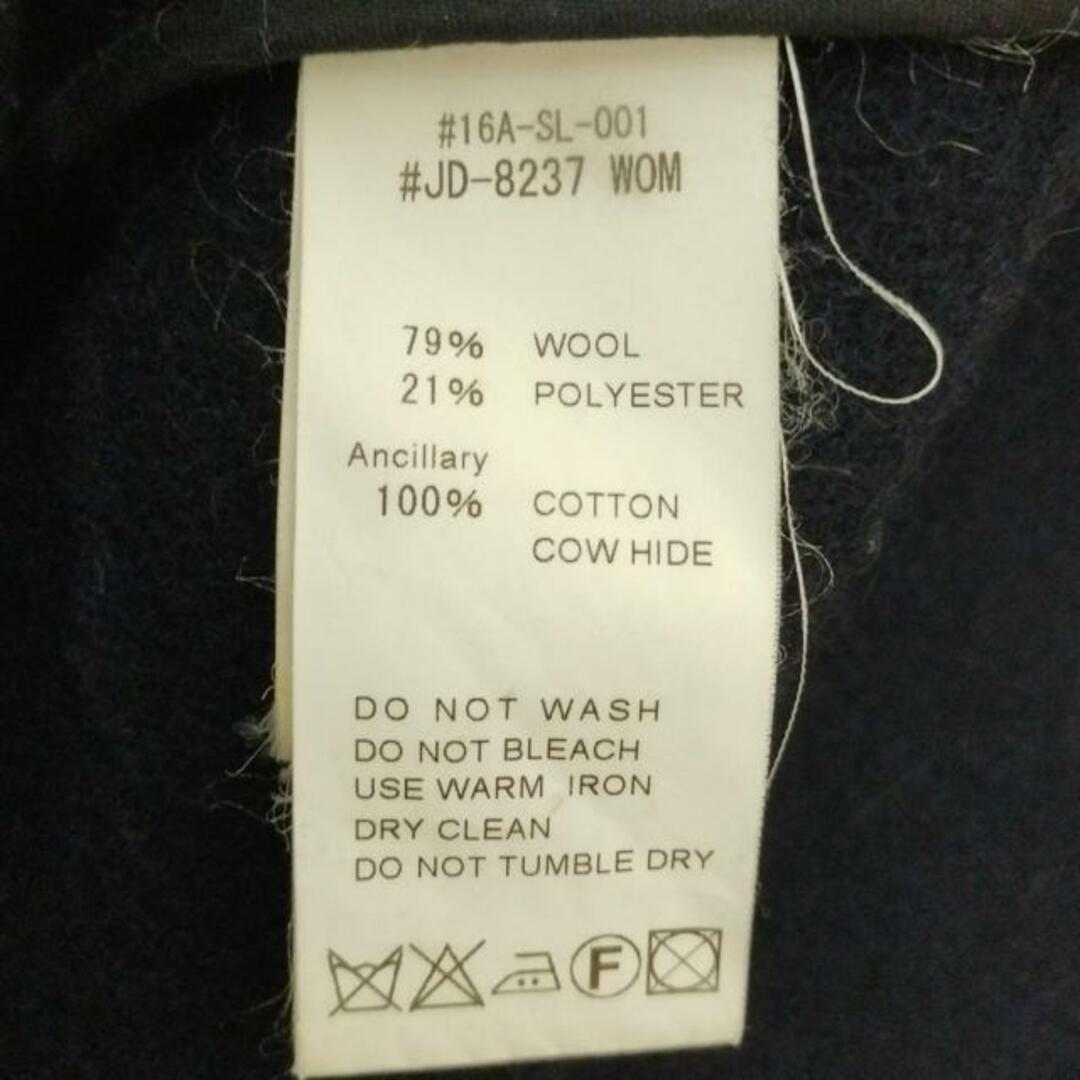 #16A-SL-001
#JD-8237 WOM
79% WOOL
21% POLYESTER
Ancillary
100% COTTON
COW HIDE
DO NOT WASH
DO NOT BLEACH
USE WARM IRON
DRY CLEAN
DO NOT TUMBLE DRY
F